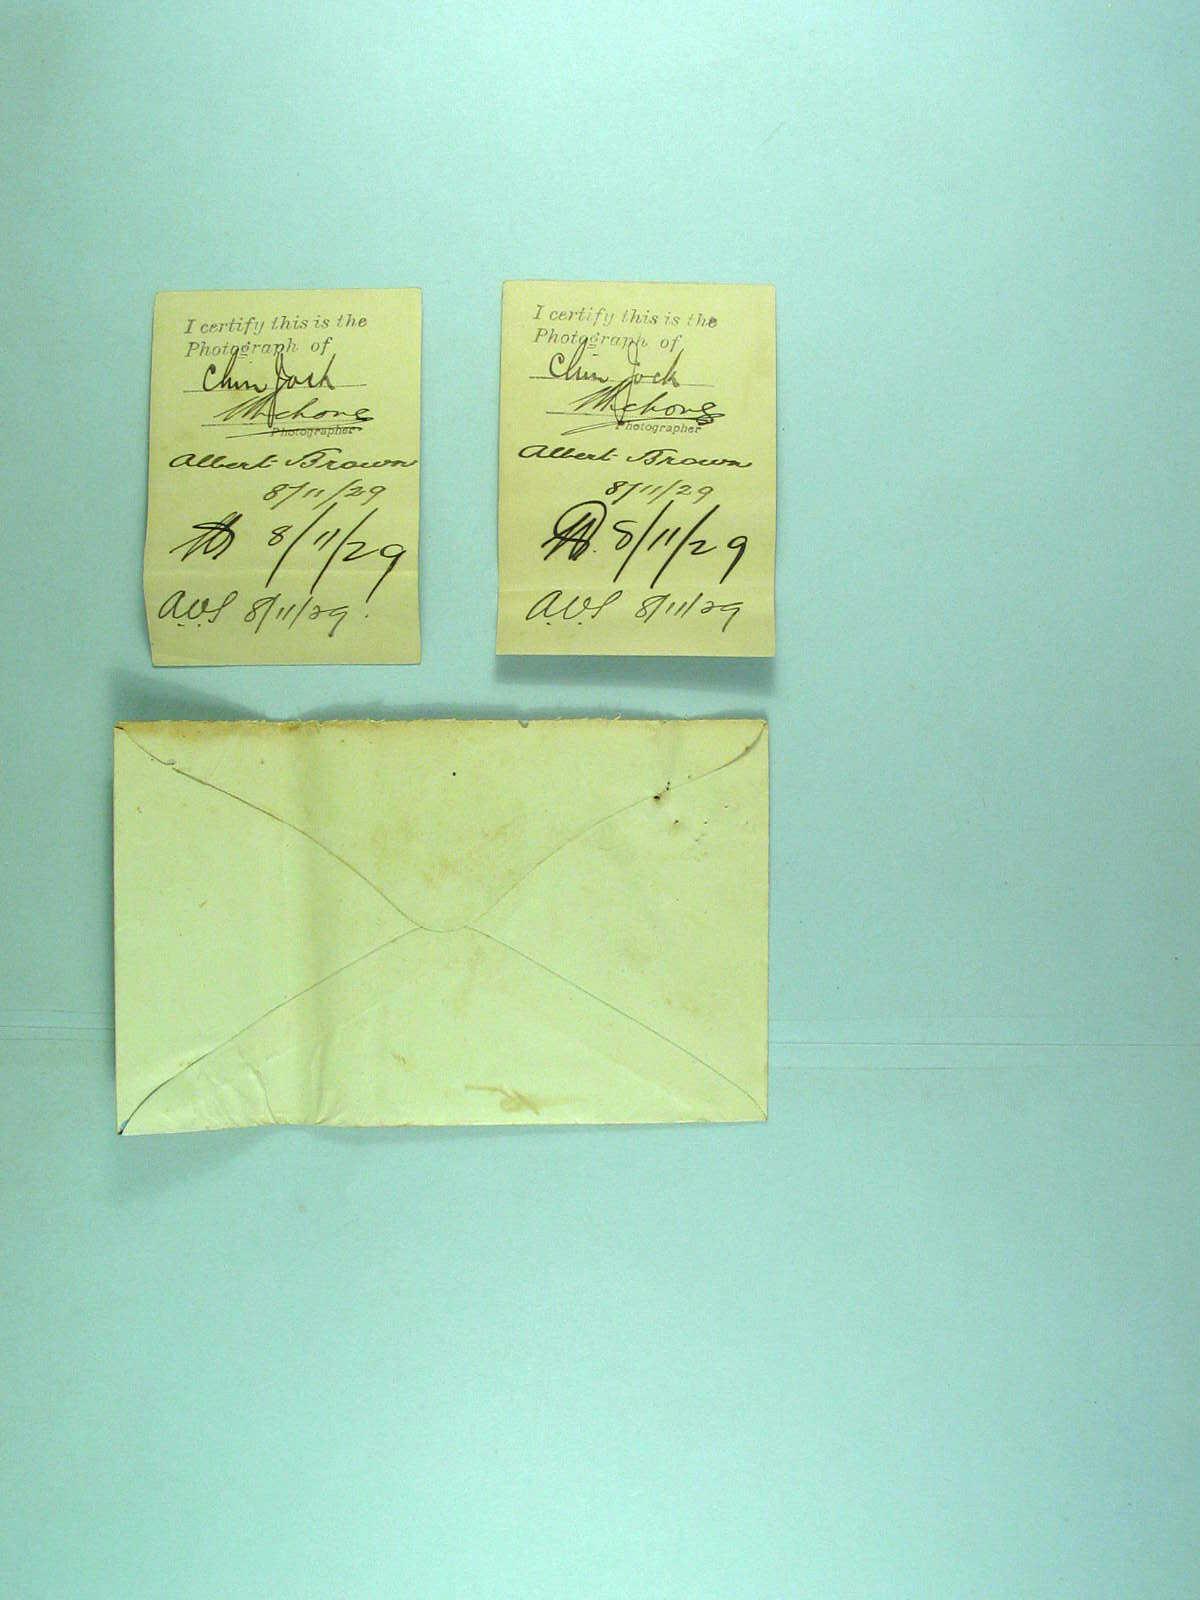 I certify this is the
Photograph of
Chin Jock
Photographer
Albert Brown
8/11/29
8/11/29
A.V.S 8/11/29
I certify this is the
Photograph of
Chin Jock
Photographer
Albert Brown
8/11/29
8/11/29
A.V.S 8/11/29